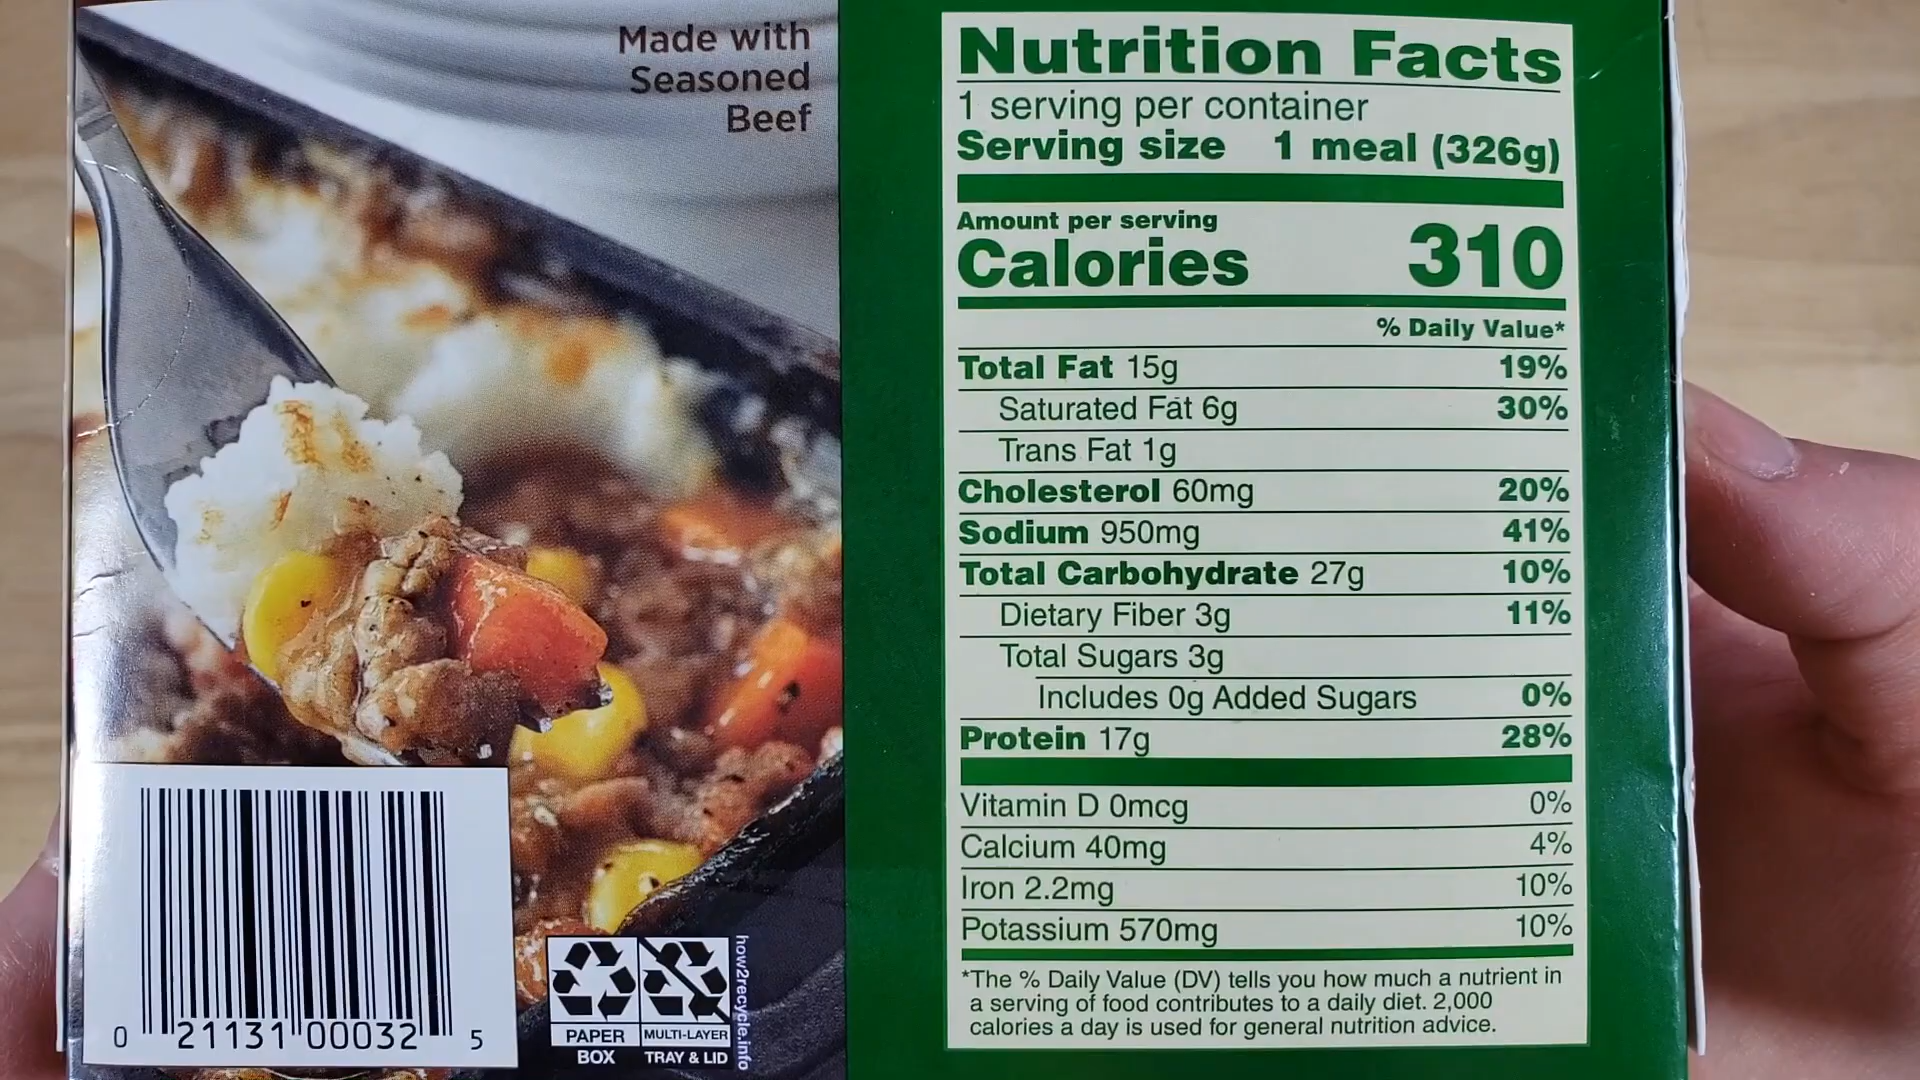 Made with
Seasoned
Beef
0 21131 00032 5
PAPER
BOX
MULTI-LAYER
TRAY & LID
how2recycle.info
Nutrition Facts
1 serving per container
Serving size 1 meal (326g)
Amount per serving
Calories 310
% Daily Value*
Total Fat 15g 19%
Saturated Fat 6g 30%
Trans Fat 1g
Cholesterol 60mg 20%
Sodium 950mg 41%
Total Carbohydrate 27g 10%
Dietary Fiber 3g 11%
Total Sugars 3g
Includes 0g Added Sugars 0%
Protein 17g 28%
Vitamin D 0mcg 0%
Calcium 40mg 4%
Iron 2.2mg 10%
Potassium 570mg 10%
*The % Daily Value (DV) tells you how much a nutrient in
a serving of food contributes to a daily diet. 2,000
calories a day is used for general nutrition advice.